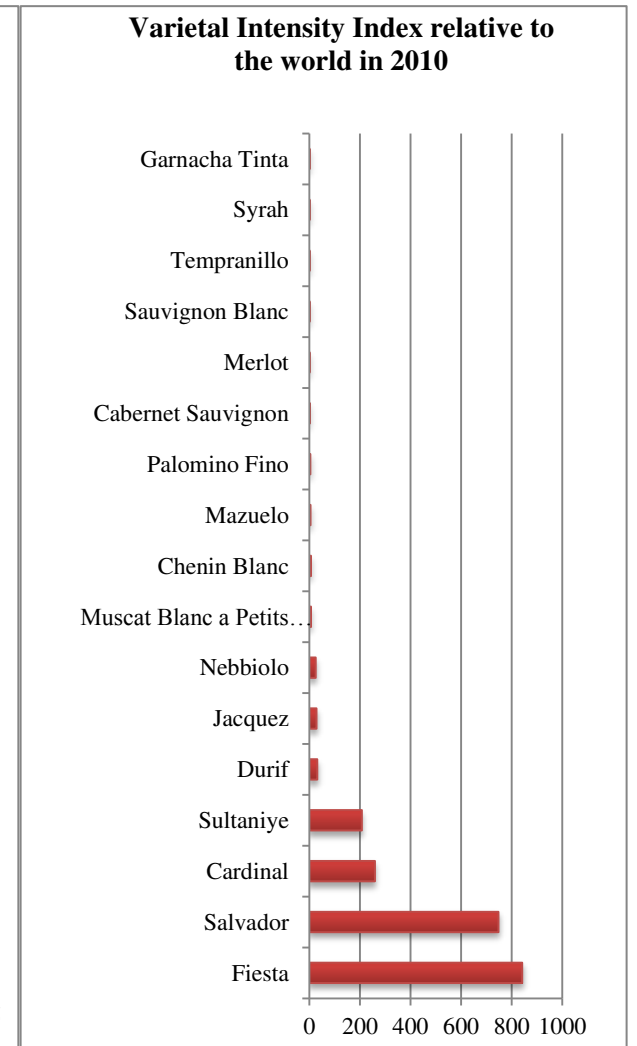 Varietal Intensity Index relative to
the world in 2010
Garnacha Tinta
Syrah
Tempranillo
Sauvignon Blanc
Merlot
Cabernet Sauvignon
Palomino Fino
Mazuelo
Chenin Blanc
Muscat Blanc a Petits…
Nebbiolo
Jacquez
Durif
Sultaniye
Cardinal
Salvador
Fiesta
0 200 400 600 800 1000